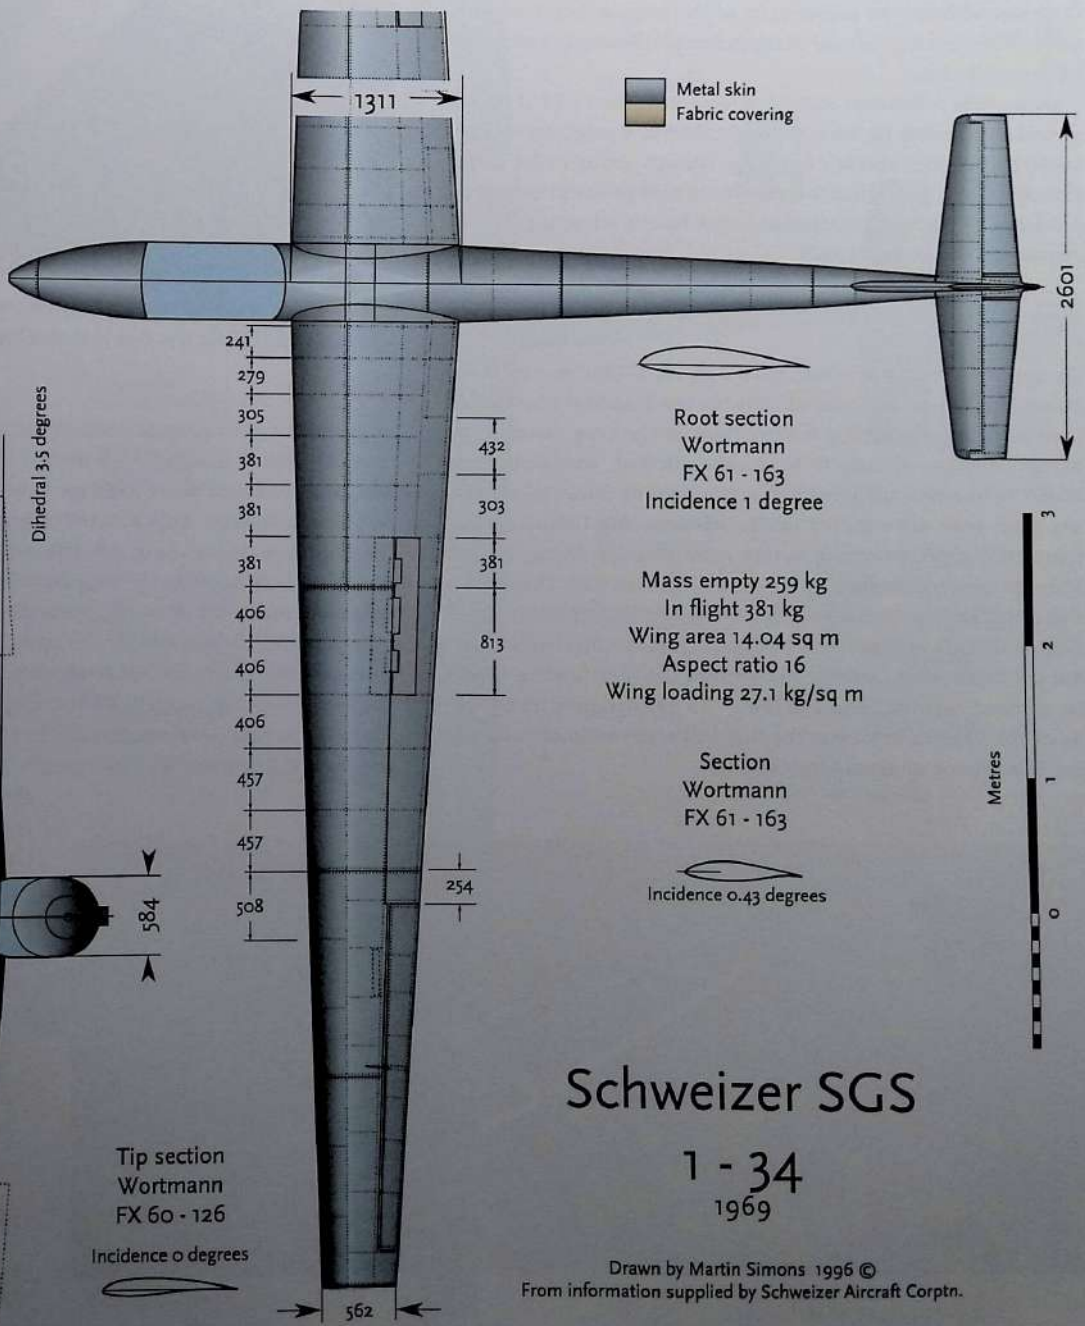 1311
Metal skin
Fabric covering
2601
Dihedral 3.5 degrees
241
279
305
381
381
381
406
406
406
457
457
508
432
303
381
813
254
Root section
Wortmann
FX 61 - 163
Incidence 1 degree
Mass empty 259 kg
In flight 381 kg
Wing area 14.04 sq m
Aspect ratio 16
Wing loading 27.1 kg/sq m
Section
Wortmann
FX 61 - 163
Incidence 0.43 degrees
3
2
1
0
Metres
584
Tip section
Wortmann
FX 60 - 126
Incidence 0 degrees
562
Schweizer SGS
1 - 34
1969
Drawn by Martin Simons 1996 ©
From information supplied by Schweizer Aircraft Corptn.